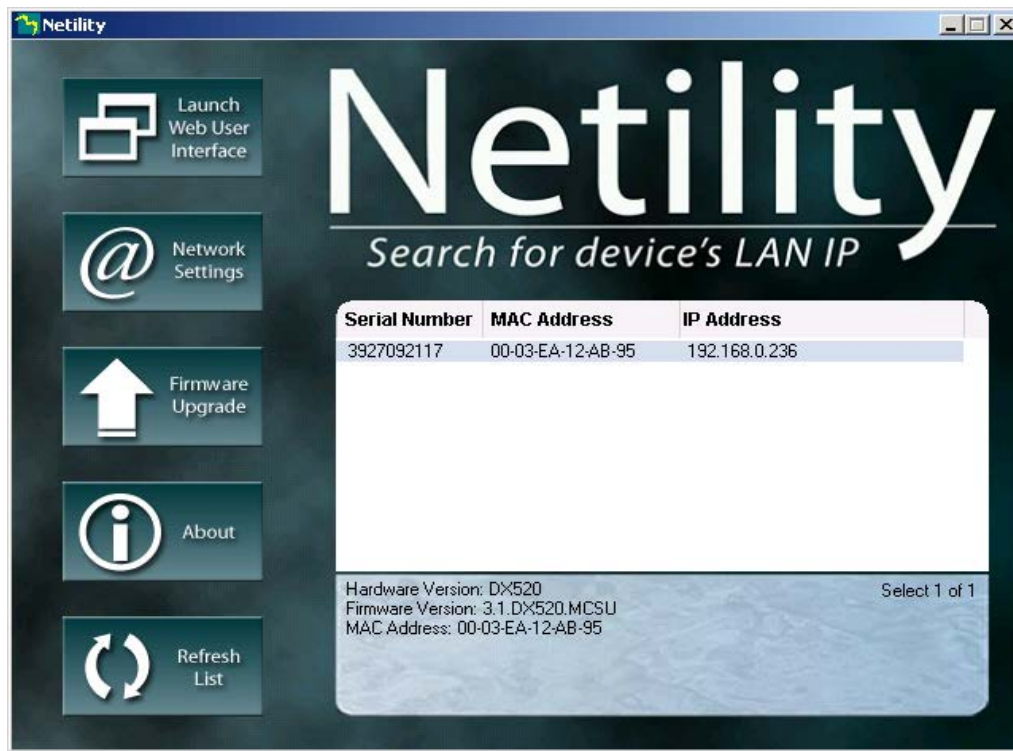 Netility
Launch
Web User
Interface
Network
Settings
Firmware
Upgrade
About
Refresh
List
Netility
Search for device's LAN IP
Serial Number MAC Address IP Address
3927092117 00-03-EA-12-AB-95 192.168.0.236
Hardware Version: DX520 Select 1 of 1
Firmware Version: 3.1.DX520.MCSU
MAC Address: 00-03-EA-12-AB-95